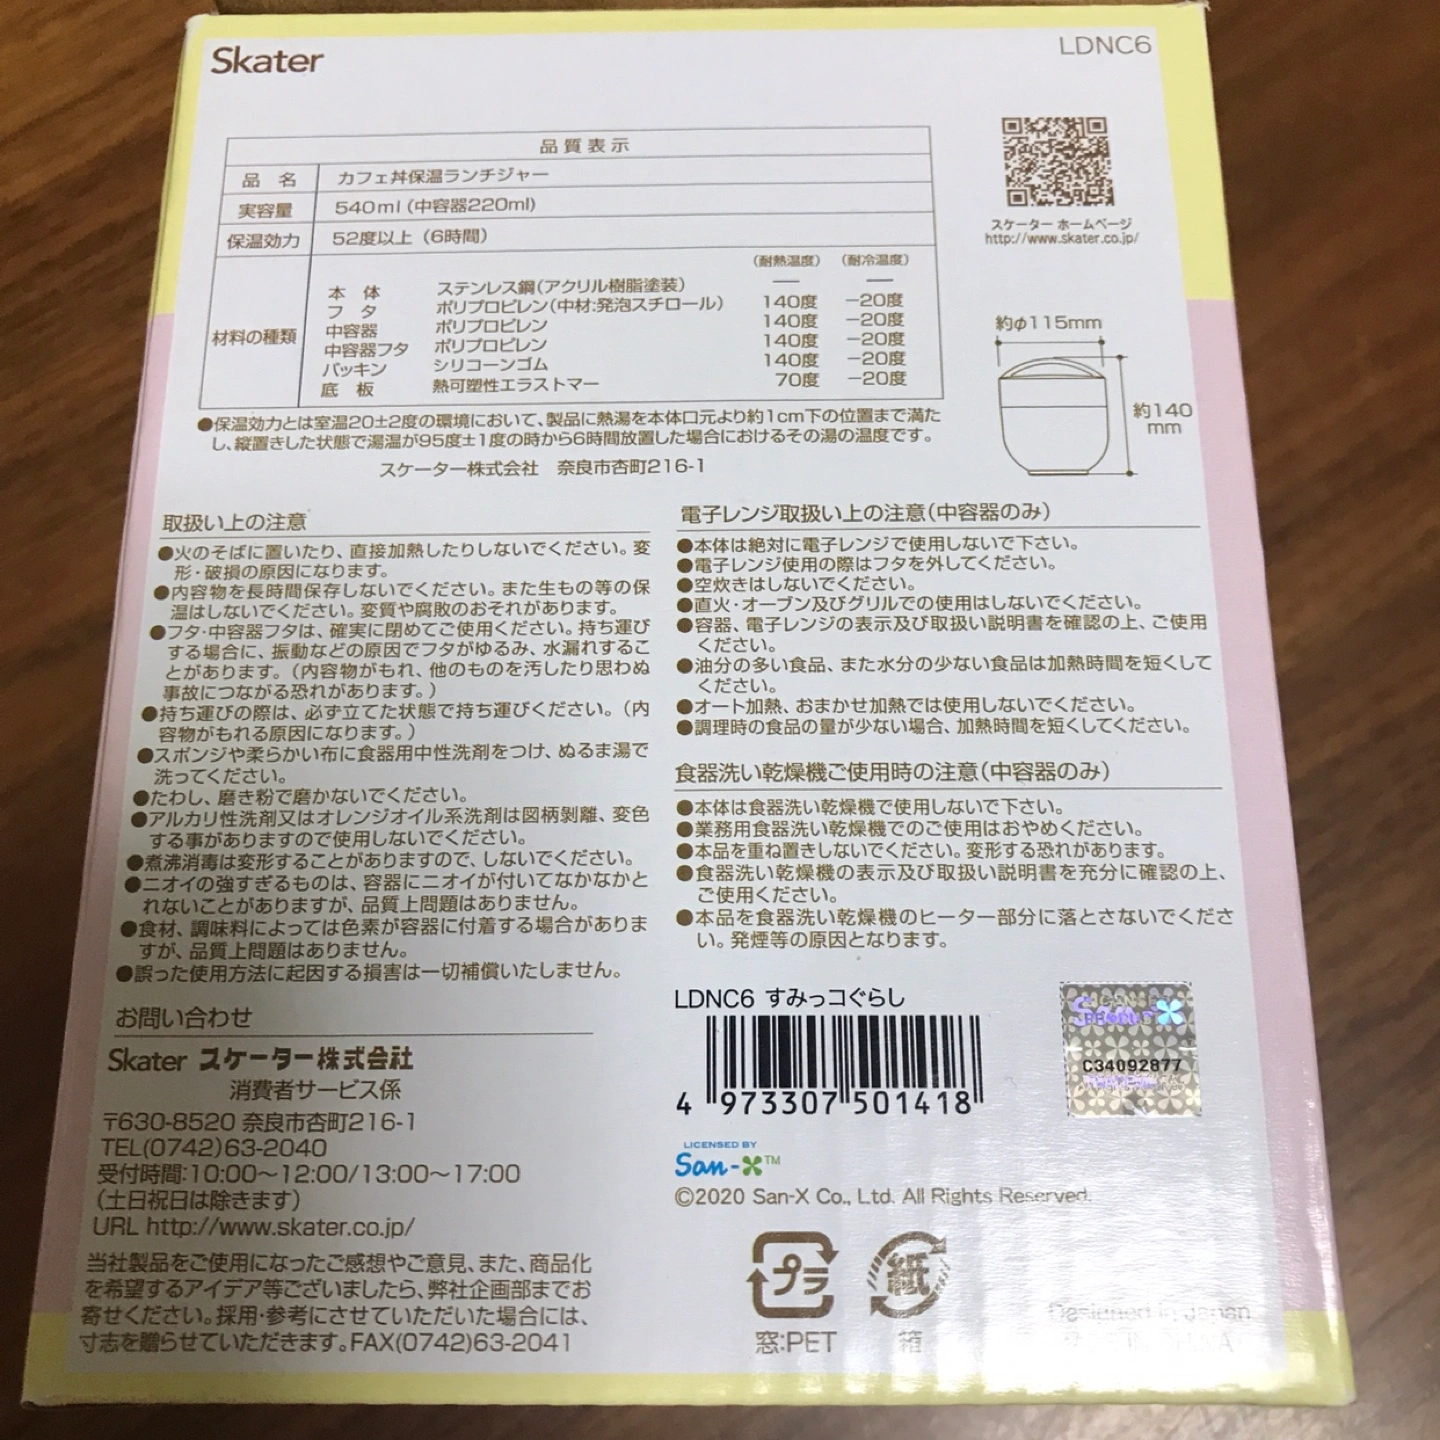 Skater
LDNC6
品質表示
品 名 カフェ丼保温ランチジャー
実容量 540ml(中容器220ml)
保温効力 52度以上(6時間)
材料の種類
(耐熱温度) (耐冷温度)
本 体 ステンレス鋼(アクリル樹脂塗装) — —
フ タ ポリプロピレン(中材:発泡スチロール) 140度 −20度
中容器 ポリプロピレン 140度 −20度
中容器フタ ポリプロピレン 140度 −20度
パッキン シリコーンゴム 140度 −20度
底 板 熱可塑性エラストマー 70度 −20度
●保温効力とは室温20±2度の環境において、製品に熱湯を本体口元より約1cm下の位置まで満た
し、縦置きした状態で湯温が95度±1度の時から6時間放置した場合におけるその湯の温度です。
スケーター株式会社 奈良市杏町216-1
スケーター ホームページ
http://www.skater.co.jp/
約φ115mm
約140
mm
取扱い上の注意
●火のそばに置いたり、直接加熱したりしないでください。変
形・破損の原因になります。
●内容物を長時間保存しないでください。また生もの等の保
温はしないでください。変質や腐敗のおそれがあります。
●フタ・中容器フタは、確実に閉めてご使用ください。持ち運び
する場合に、振動などの原因でフタがゆるみ、水漏れするこ
とがあります。(内容物がもれ、他のものを汚したり思わぬ
事故につながる恐れがあります。)
●持ち運びの際は、必ず立てた状態で持ち運びください。(内
容物がもれる原因になります。)
●スポンジや柔らかい布に食器用中性洗剤をつけ、ぬるま湯で
洗ってください。
●たわし、磨き粉で磨かないでください。
●アルカリ性洗剤又はオレンジオイル系洗剤は図柄剝離、変色
する事がありますので使用しないでください。
●煮沸消毒は変形することがありますので、しないでください。
●ニオイの強すぎるものは、容器にニオイが付いてなかなかと
れないことがありますが、品質上問題はありません。
●食材、調味料によっては色素が容器に付着する場合がありま
すが、品質上問題はありません。
●誤った使用方法に起因する損害は一切補償いたしません。
お問い合わせ
Skater スケーター株式会社
消費者サービス係
〒630-8520 奈良市杏町216-1
TEL(0742)63-2040
受付時間:10:00〜12:00/13:00〜17:00
(土日祝日は除きます)
URL http://www.skater.co.jp/
当社製品をご使用になったご感想やご意見、また、商品化
を希望するアイデア等ございましたら、弊社企画部までお
寄せください。採用・参考にさせていただいた場合には、
寸志を贈らせていただきます。FAX(0742)63-2041
電子レンジ取扱い上の注意(中容器のみ)
●本体は絶対に電子レンジで使用しないで下さい。
●電子レンジ使用の際はフタを外してください。
●空炊きはしないでください。
●直火・オーブン及びグリルでの使用はしないでください。
●容器、電子レンジの表示及び取扱い説明書を確認の上、ご使用
ください。
●油分の多い食品、また水分の少ない食品は加熱時間を短くして
ください。
●オート加熱、おまかせ加熱では使用しないでください。
●調理時の食品の量が少ない場合、加熱時間を短くしてください。
食器洗い乾燥機ご使用時の注意(中容器のみ)
●本体は食器洗い乾燥機で使用しないで下さい。
●業務用食器洗い乾燥機でのご使用はおやめください。
●本品を重ね置きしないでください。変形する恐れがあります。
●食器洗い乾燥機の表示及び取扱い説明書を充分に確認の上、
ご使用ください。
●本品を食器洗い乾燥機のヒーター部分に落とさないでくださ
い。発煙等の原因となります。
LDNC6 すみっコぐらし
4 973307 501418
C34092877
LICENSED BY
San-X™
©2020 San-X Co., Ltd. All Rights Reserved.
プラ
紙
窓:PET
箱
Designed in Japan